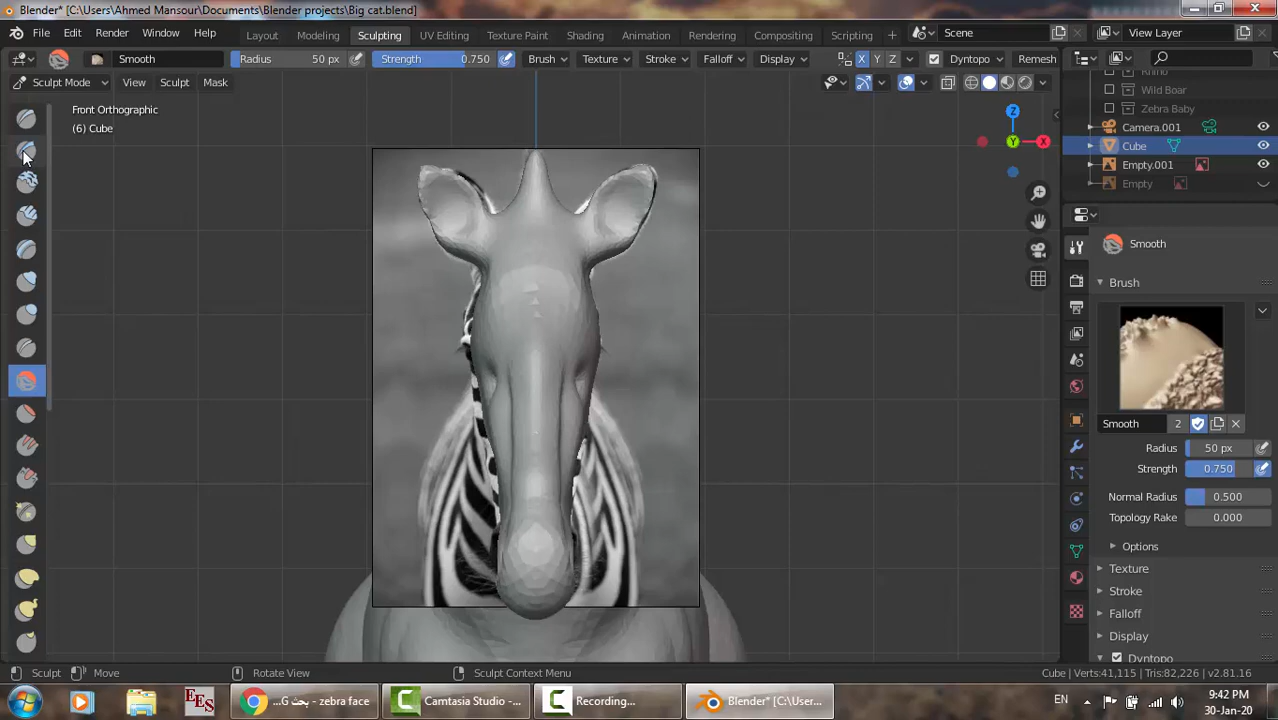 Blender* [C:\Users\Ahmed Mansour\Documents\Blender projects\Big cat.blend]
File Edit Render Window Help
Layout Modeling Sculpting UV Editing Texture Paint Shading Animation Rendering Compositing Scripting +
Scene View Layer
Smooth Radius 50 px Strength 0.750 Brush Texture Stroke Falloff Display X Y Z Dyntopo Remesh
Sculpt Mode View Sculpt Mask
Front Orthographic
(6) Cube
Z
Y X
Rhino
Wild Boar
Zebra Baby
Camera.001
Cube
Empty.001
Empty
Smooth
Brush
Smooth 2
Radius 50 px
Strength 0.750
Normal Radius 0.500
Topology Rake 0.000
Options
Texture
Stroke
Falloff
Display
Dyntopo
Sculpt Move Rotate View Sculpt Context Menu Cube | Verts:41,115 | Tris:82,226 | v2.81.16
EES
...G بحث - zebra face
Camtasia Studio - ...
Recording...
Blender* [C:\User...
EN
9:42 PM
30-Jan-20